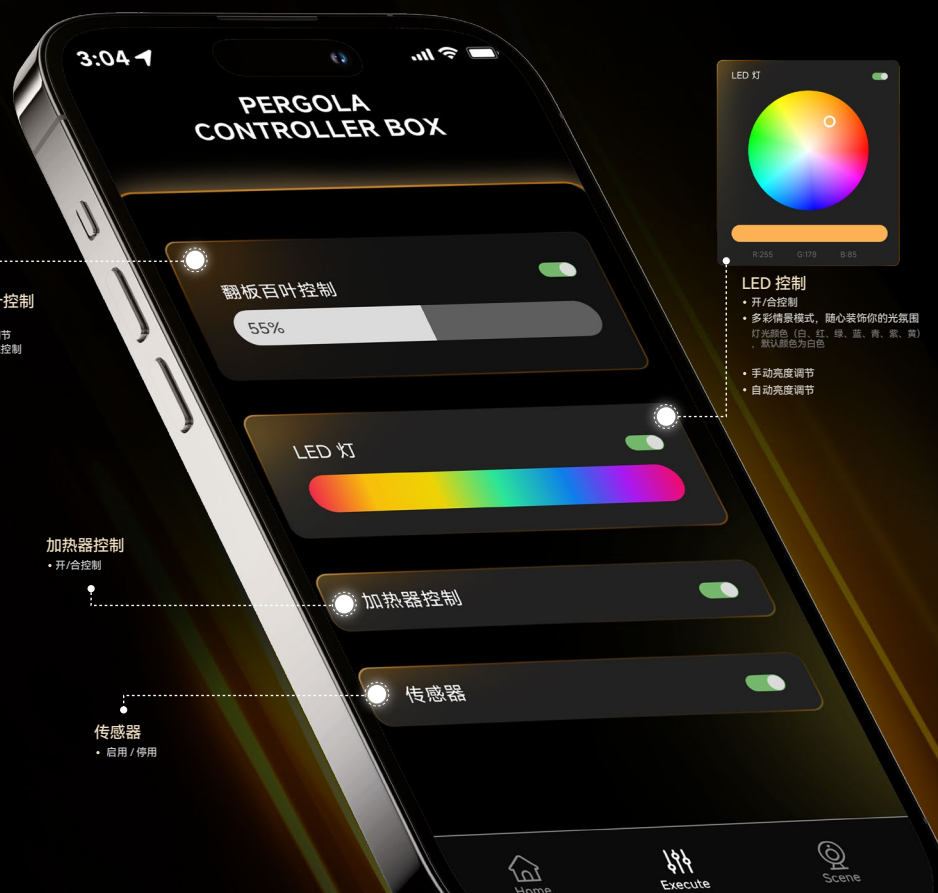 3:04
PERGOLA
CONTROLLER BOX
翻板百叶控制
55%
LED 灯
加热器控制
传感器
Home
Execute
Scene
控制
节
控制
加热器控制
• 开/合控制
传感器
• 启用 / 停用
LED 灯
R:255 G:178 B:85
LED 控制
• 开/合控制
• 多彩情景模式，随心装饰你的光氛围
灯光颜色（白、红、绿、蓝、青、紫、黄）
，默认颜色为白色
• 手动亮度调节
• 自动亮度调节